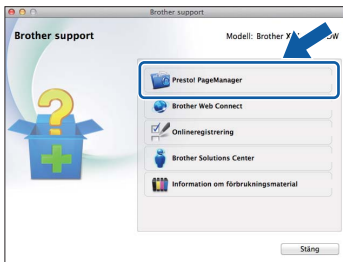 Brother support
Brother support
Modell: Brother
Presto! PageManager
Brother Web Connect
Onlineregistrering
Brother Solutions Center
Information om förbrukningsmaterial
Stäng